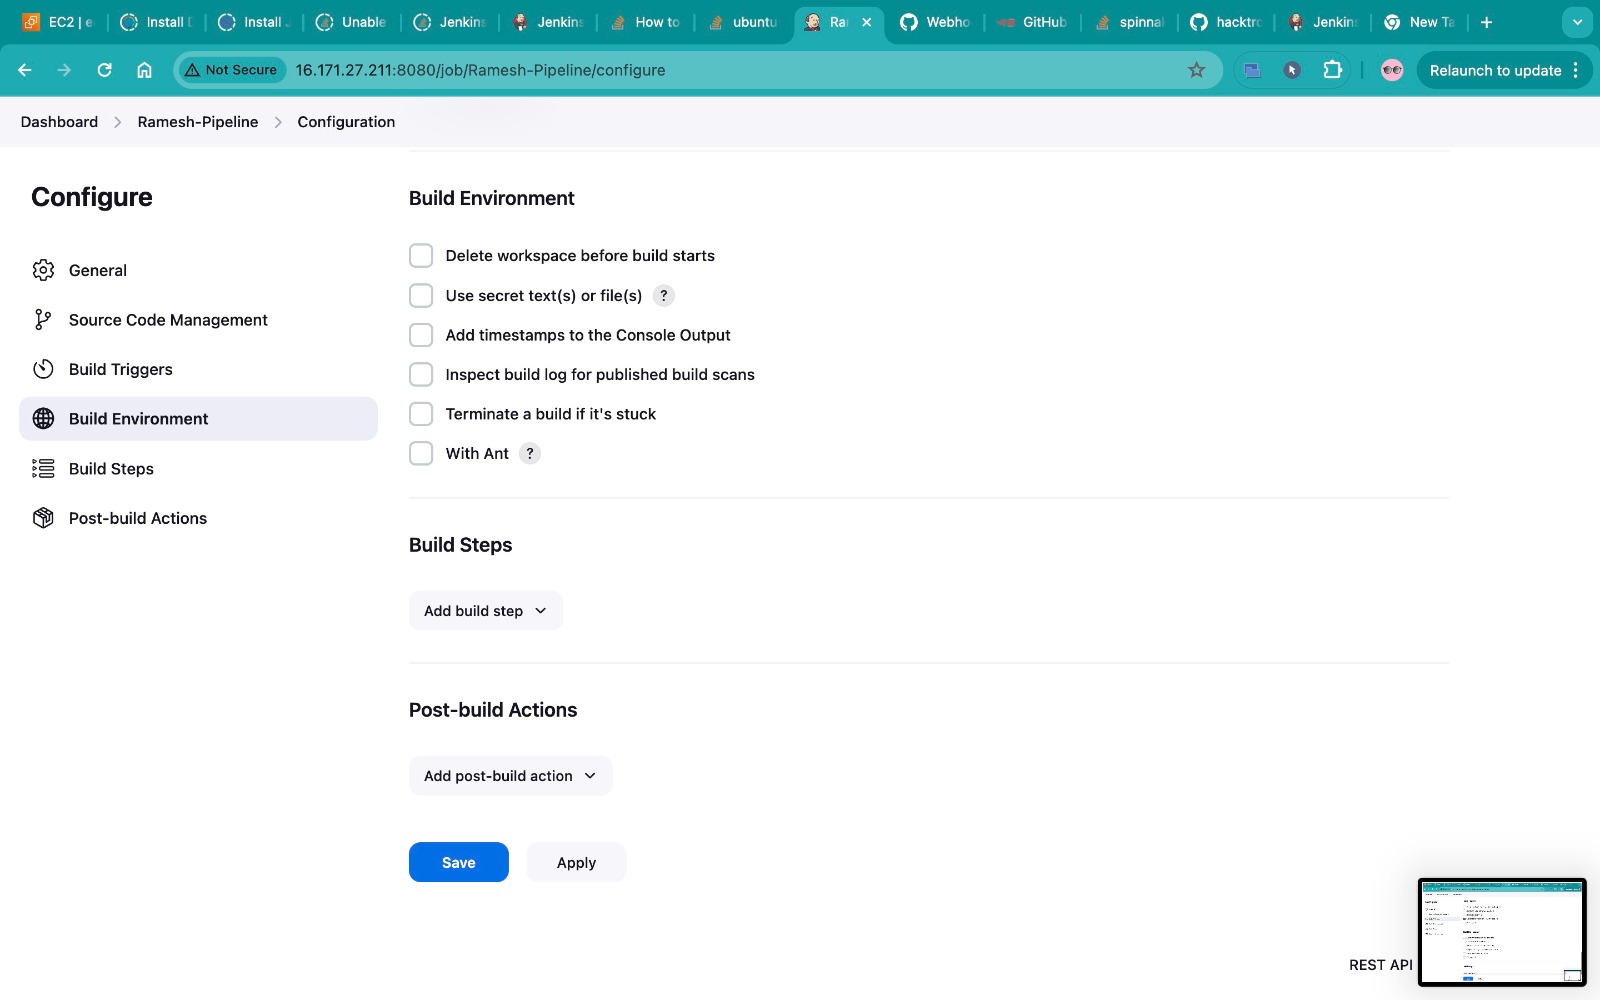 EC2 | e
Install D
Install J
Unable
Jenkins
Jenkins
How to
ubuntu
Ra
Webho
GitHub
spinnak
hacktro
Jenkins
New Ta
Not Secure
16.171.27.211:8080/job/Ramesh-Pipeline/configure
Relaunch to update
Dashboard
Ramesh-Pipeline
Configuration
Configure
General
Source Code Management
Build Triggers
Build Environment
Build Steps
Post-build Actions
Build Environment
Delete workspace before build starts
Use secret text(s) or file(s) ?
Add timestamps to the Console Output
Inspect build log for published build scans
Terminate a build if it's stuck
With Ant ?
Build Steps
Add build step
Post-build Actions
Add post-build action
Save
Apply
REST API